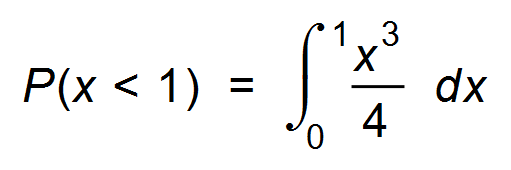 P(x < 1) = ∫₀¹ x³/4 dx